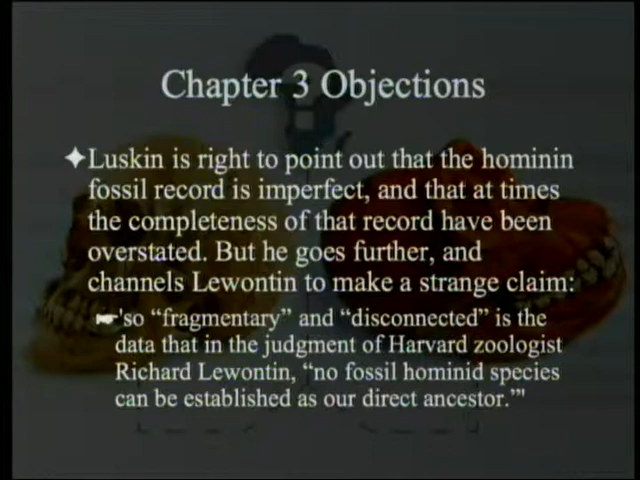 Chapter 3 Objections
Luskin is right to point out that the hominin
fossil record is imperfect, and that at times
the completeness of that record have been
overstated. But he goes further, and
channels Lewontin to make a strange claim:
'so “fragmentary” and “disconnected” is the
data that in the judgment of Harvard zoologist
Richard Lewontin, “no fossil hominid species
can be established as our direct ancestor.”'